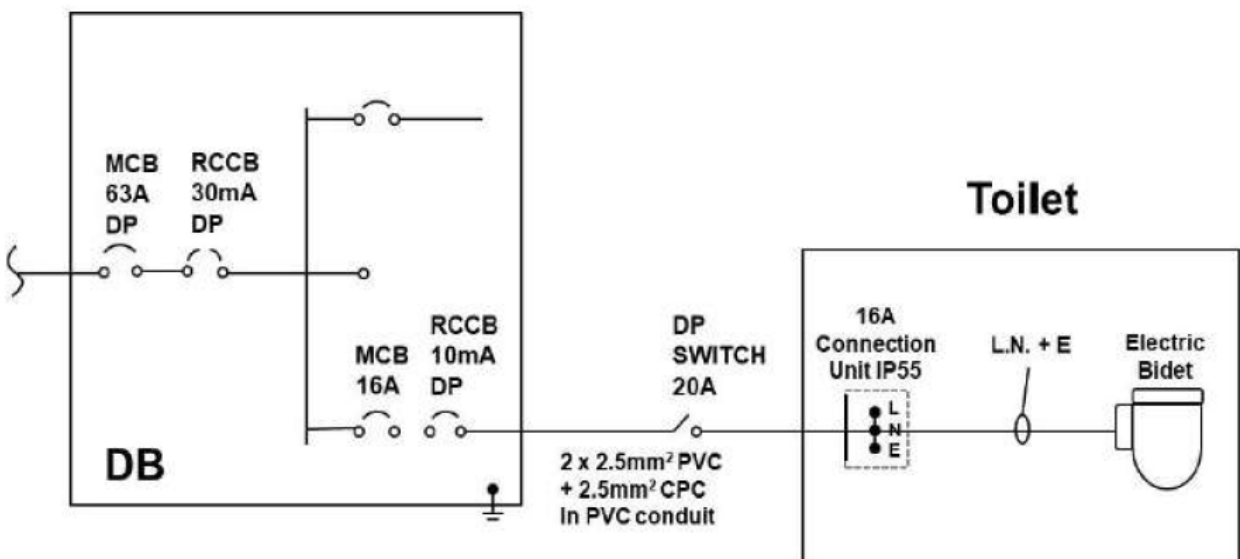 MCB
63A
DP
RCCB
30mA
DP
MCB
16A
RCCB
10mA
DP
DB
DP
SWITCH
20A
2 x 2.5mm² PVC
+ 2.5mm² CPC
In PVC conduit
Toilet
16A
Connection
Unit IP55
L
N
E
L.N. + E
Electric
Bidet